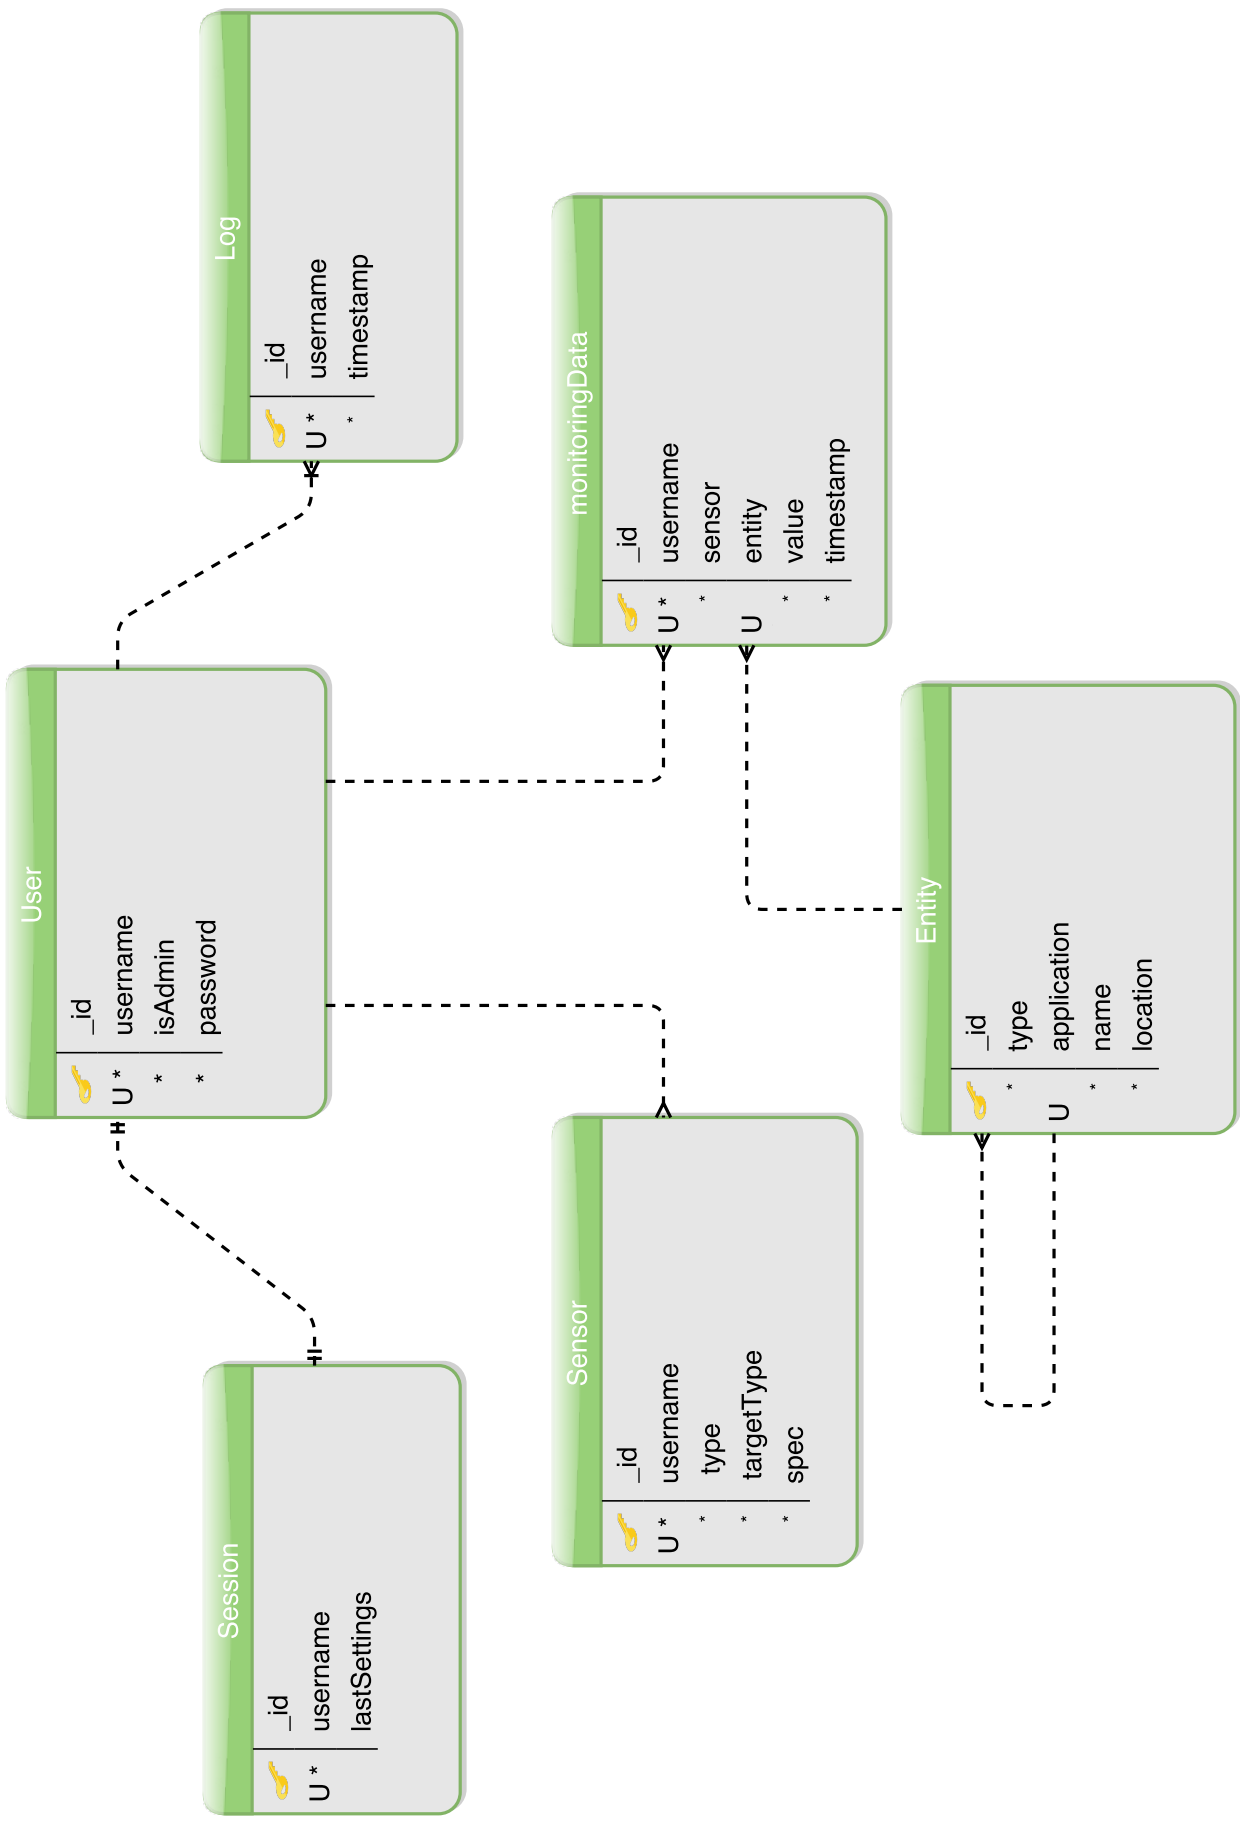 User
_id
U * username
* isAdmin
* password
Session
_id
U * username
lastSettings
Log
_id
U * username
* timestamp
Sensor
_id
U * username
* type
* targetType
* spec
monitoringData
_id
U * username
* sensor
U entity
* value
* timestamp
Entity
_id
* type
U application
* name
* location